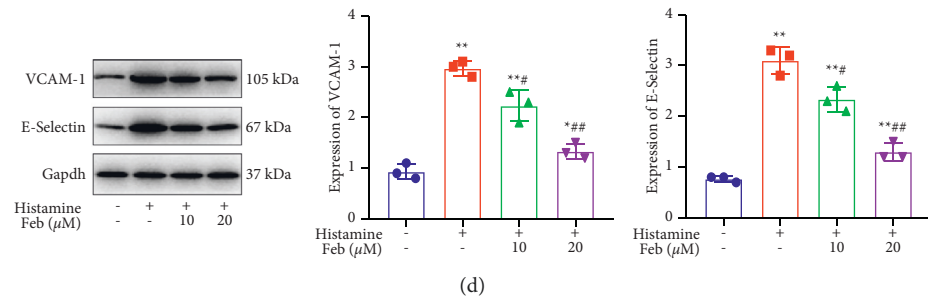 VCAM-1
105 kDa
E-Selectin
67 kDa
Gapdh
37 kDa
Histamine - + + +
Feb (μM) - - 10 20
Expression of VCAM-1
4
3
2
1
0
**
**#
*##
Histamine - + + +
Feb (μM) - - 10 20
Expression of E-Selectin
4
3
2
1
0
**
**#
**##
Histamine - + + +
Feb (μM) - - 10 20
(d)